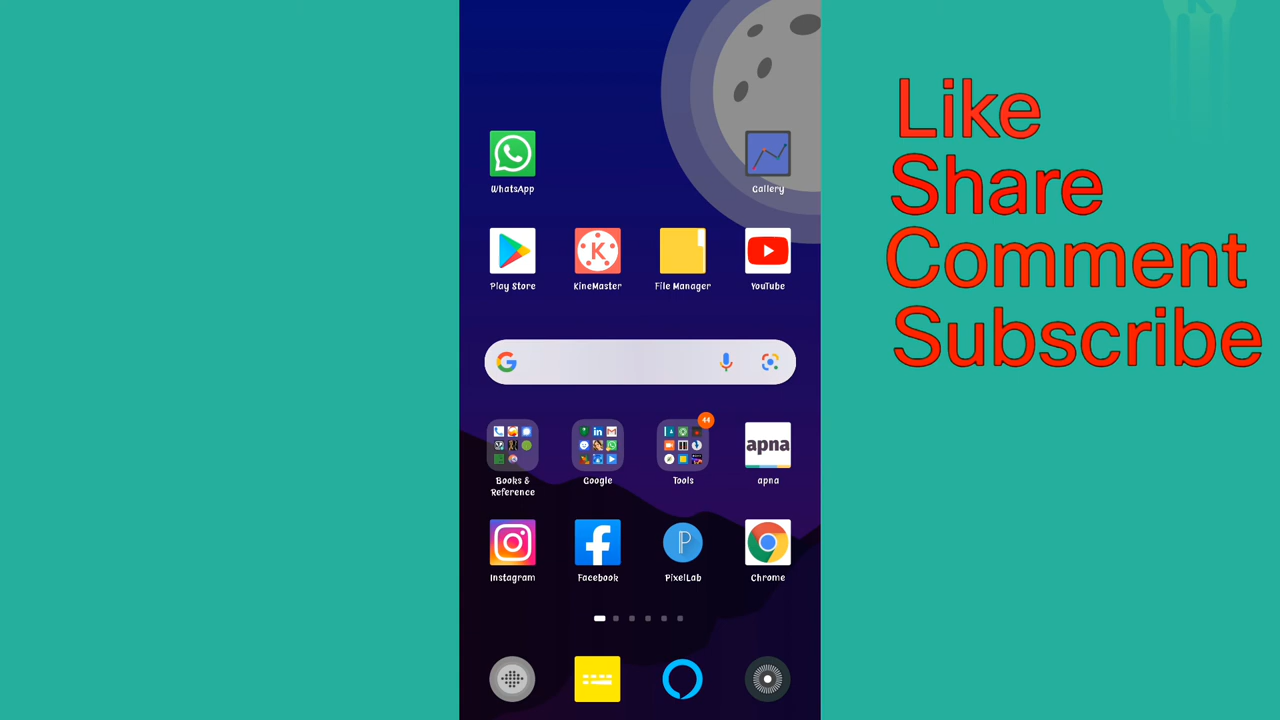 WhatsApp
Gallery
Play Store
KineMaster
File Manager
YouTube
Books &
Reference
Google
Tools
apna
apna
Instagram
Facebook
PixelLab
Chrome
Like
Share
Comment
Subscribe